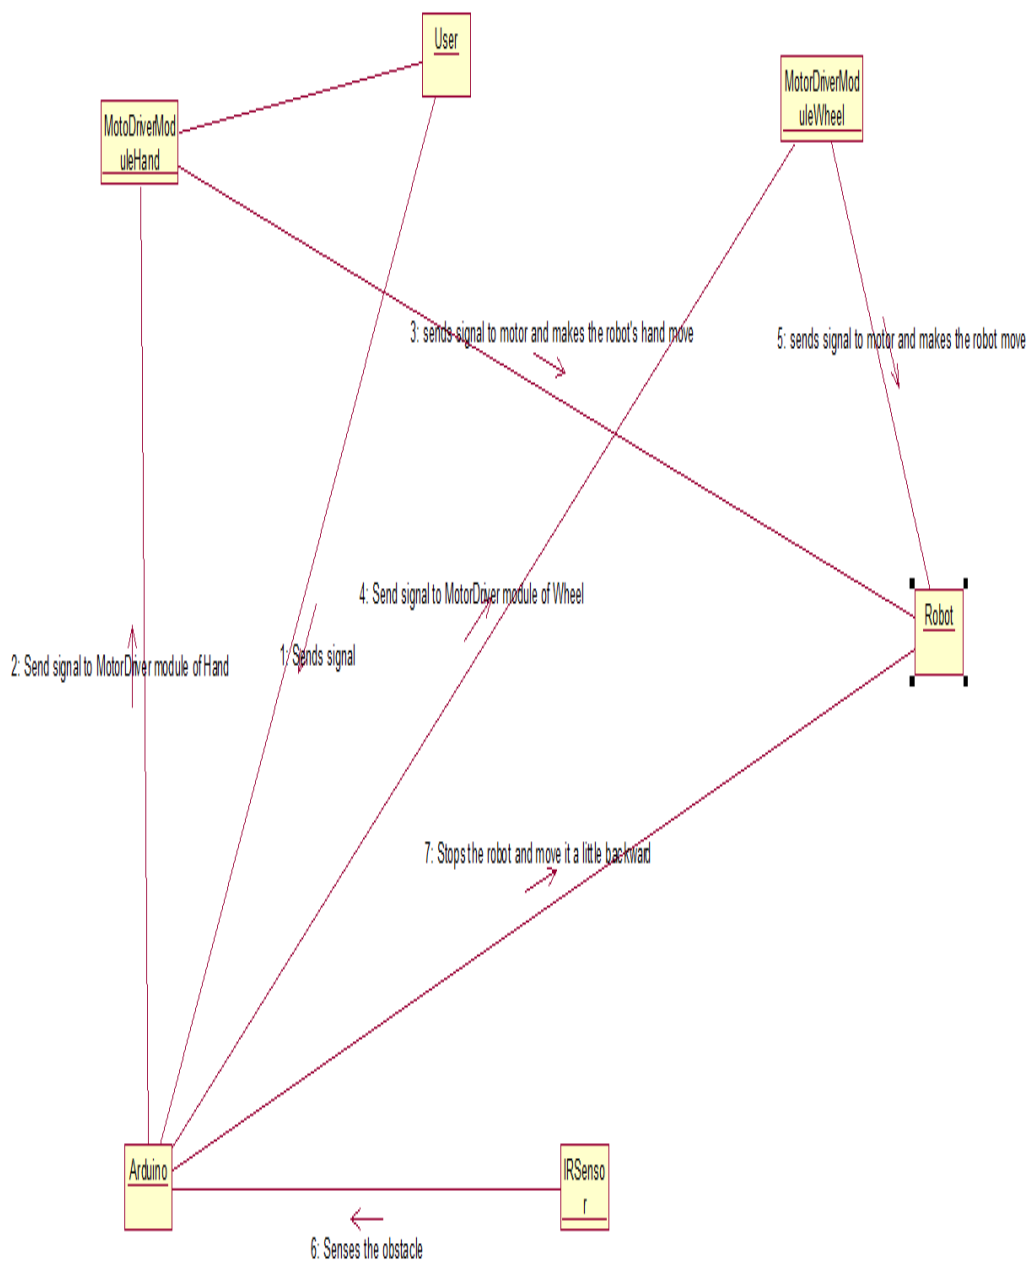 User
MotorDriverMod
uleWheel
MotoDriverMod
uleHand
3: sends signal to motor and makes the robot's hand move
5: sends signal to motor and makes the robot move
4: Send signal to MotorDriver module of Wheel
Robot
1: Sends signal
2: Send signal to MotorDriver module of Hand
7: Stops the robot and move it a little backward
Arduino
IRSenso
r
6: Senses the obstacle